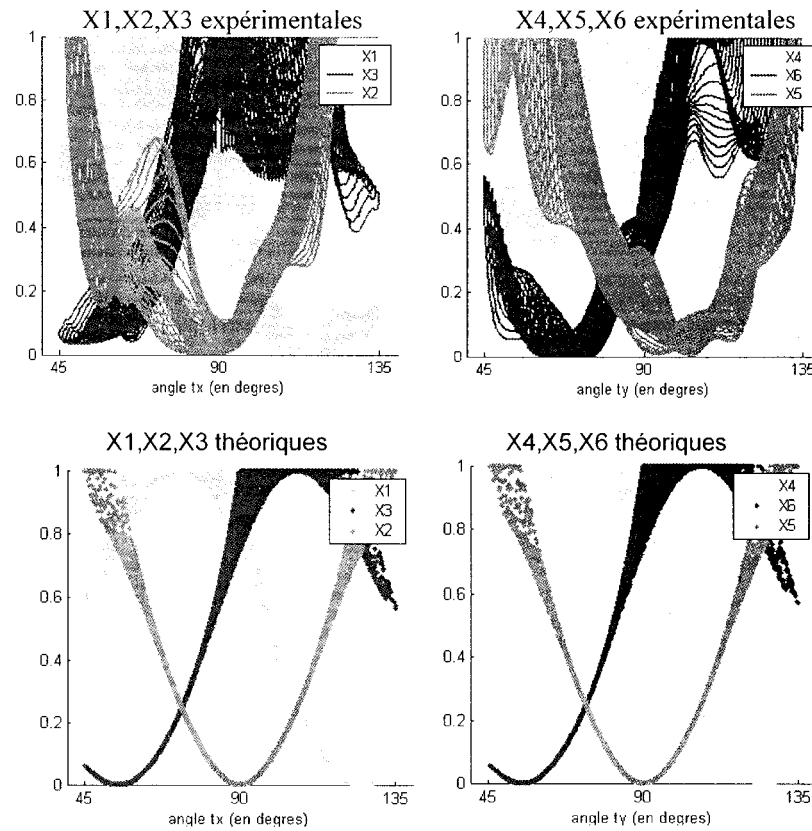 X1,X2,X3 expérimentales
1
0.8
0.6
0.4
0.2
0
45
90
135
angle tx (en degres)
X1
X3
X2
X4,X5,X6 expérimentales
1
0.8
0.6
0.4
0.2
0
45
90
135
angle ty (en degres)
X4
X6
X5
X1,X2,X3 théoriques
1
0.8
0.6
0.4
0.2
0
45
90
135
angle tx (en degres)
X1
X3
X2
X4,X5,X6 théoriques
1
0.8
0.6
0.4
0.2
0
45
90
135
angle ty (en degres)
X4
X6
X5